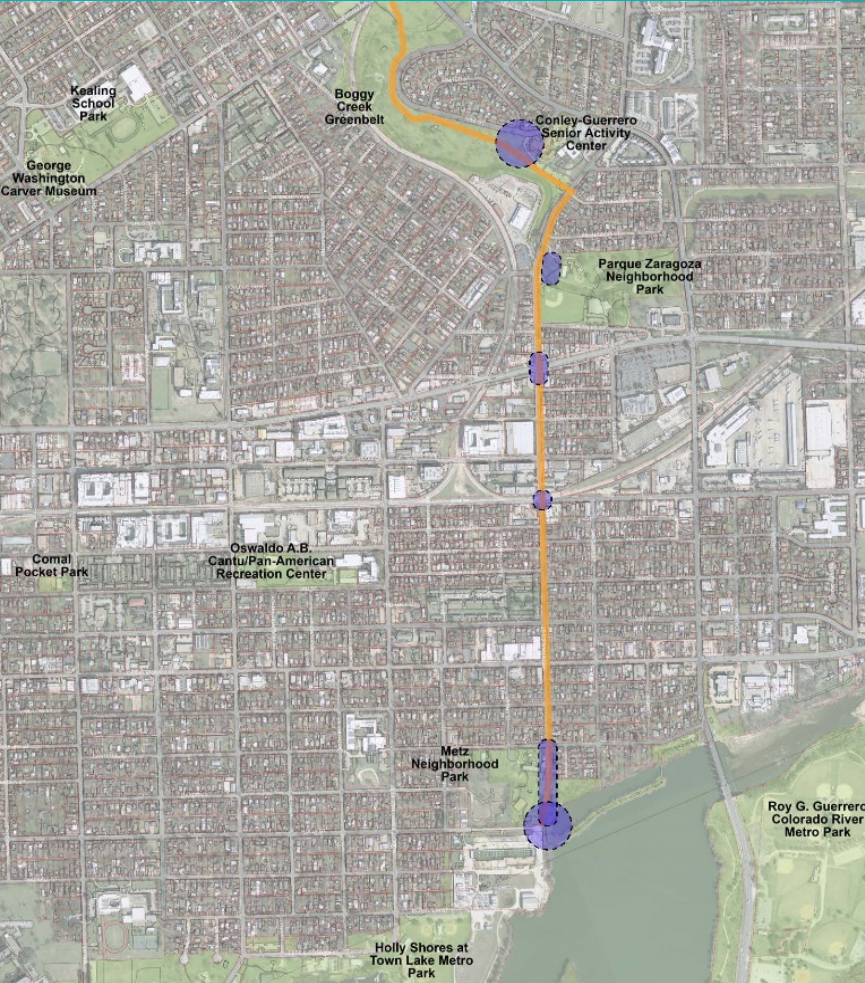 Kealing
School
Park
Boggy
Creek
Greenbelt
Conley-Guerrero
Senior Activity
Center
George
Washington
Carver Museum
Parque Zaragoza
Neighborhood
Park
Comal
Pocket Park
Oswaldo A.B.
Cantu/Pan-American
Recreation Center
Metz
Neighborhood
Park
Roy G. Guerrero
Colorado River
Metro Park
Holly Shores at
Town Lake Metro
Park